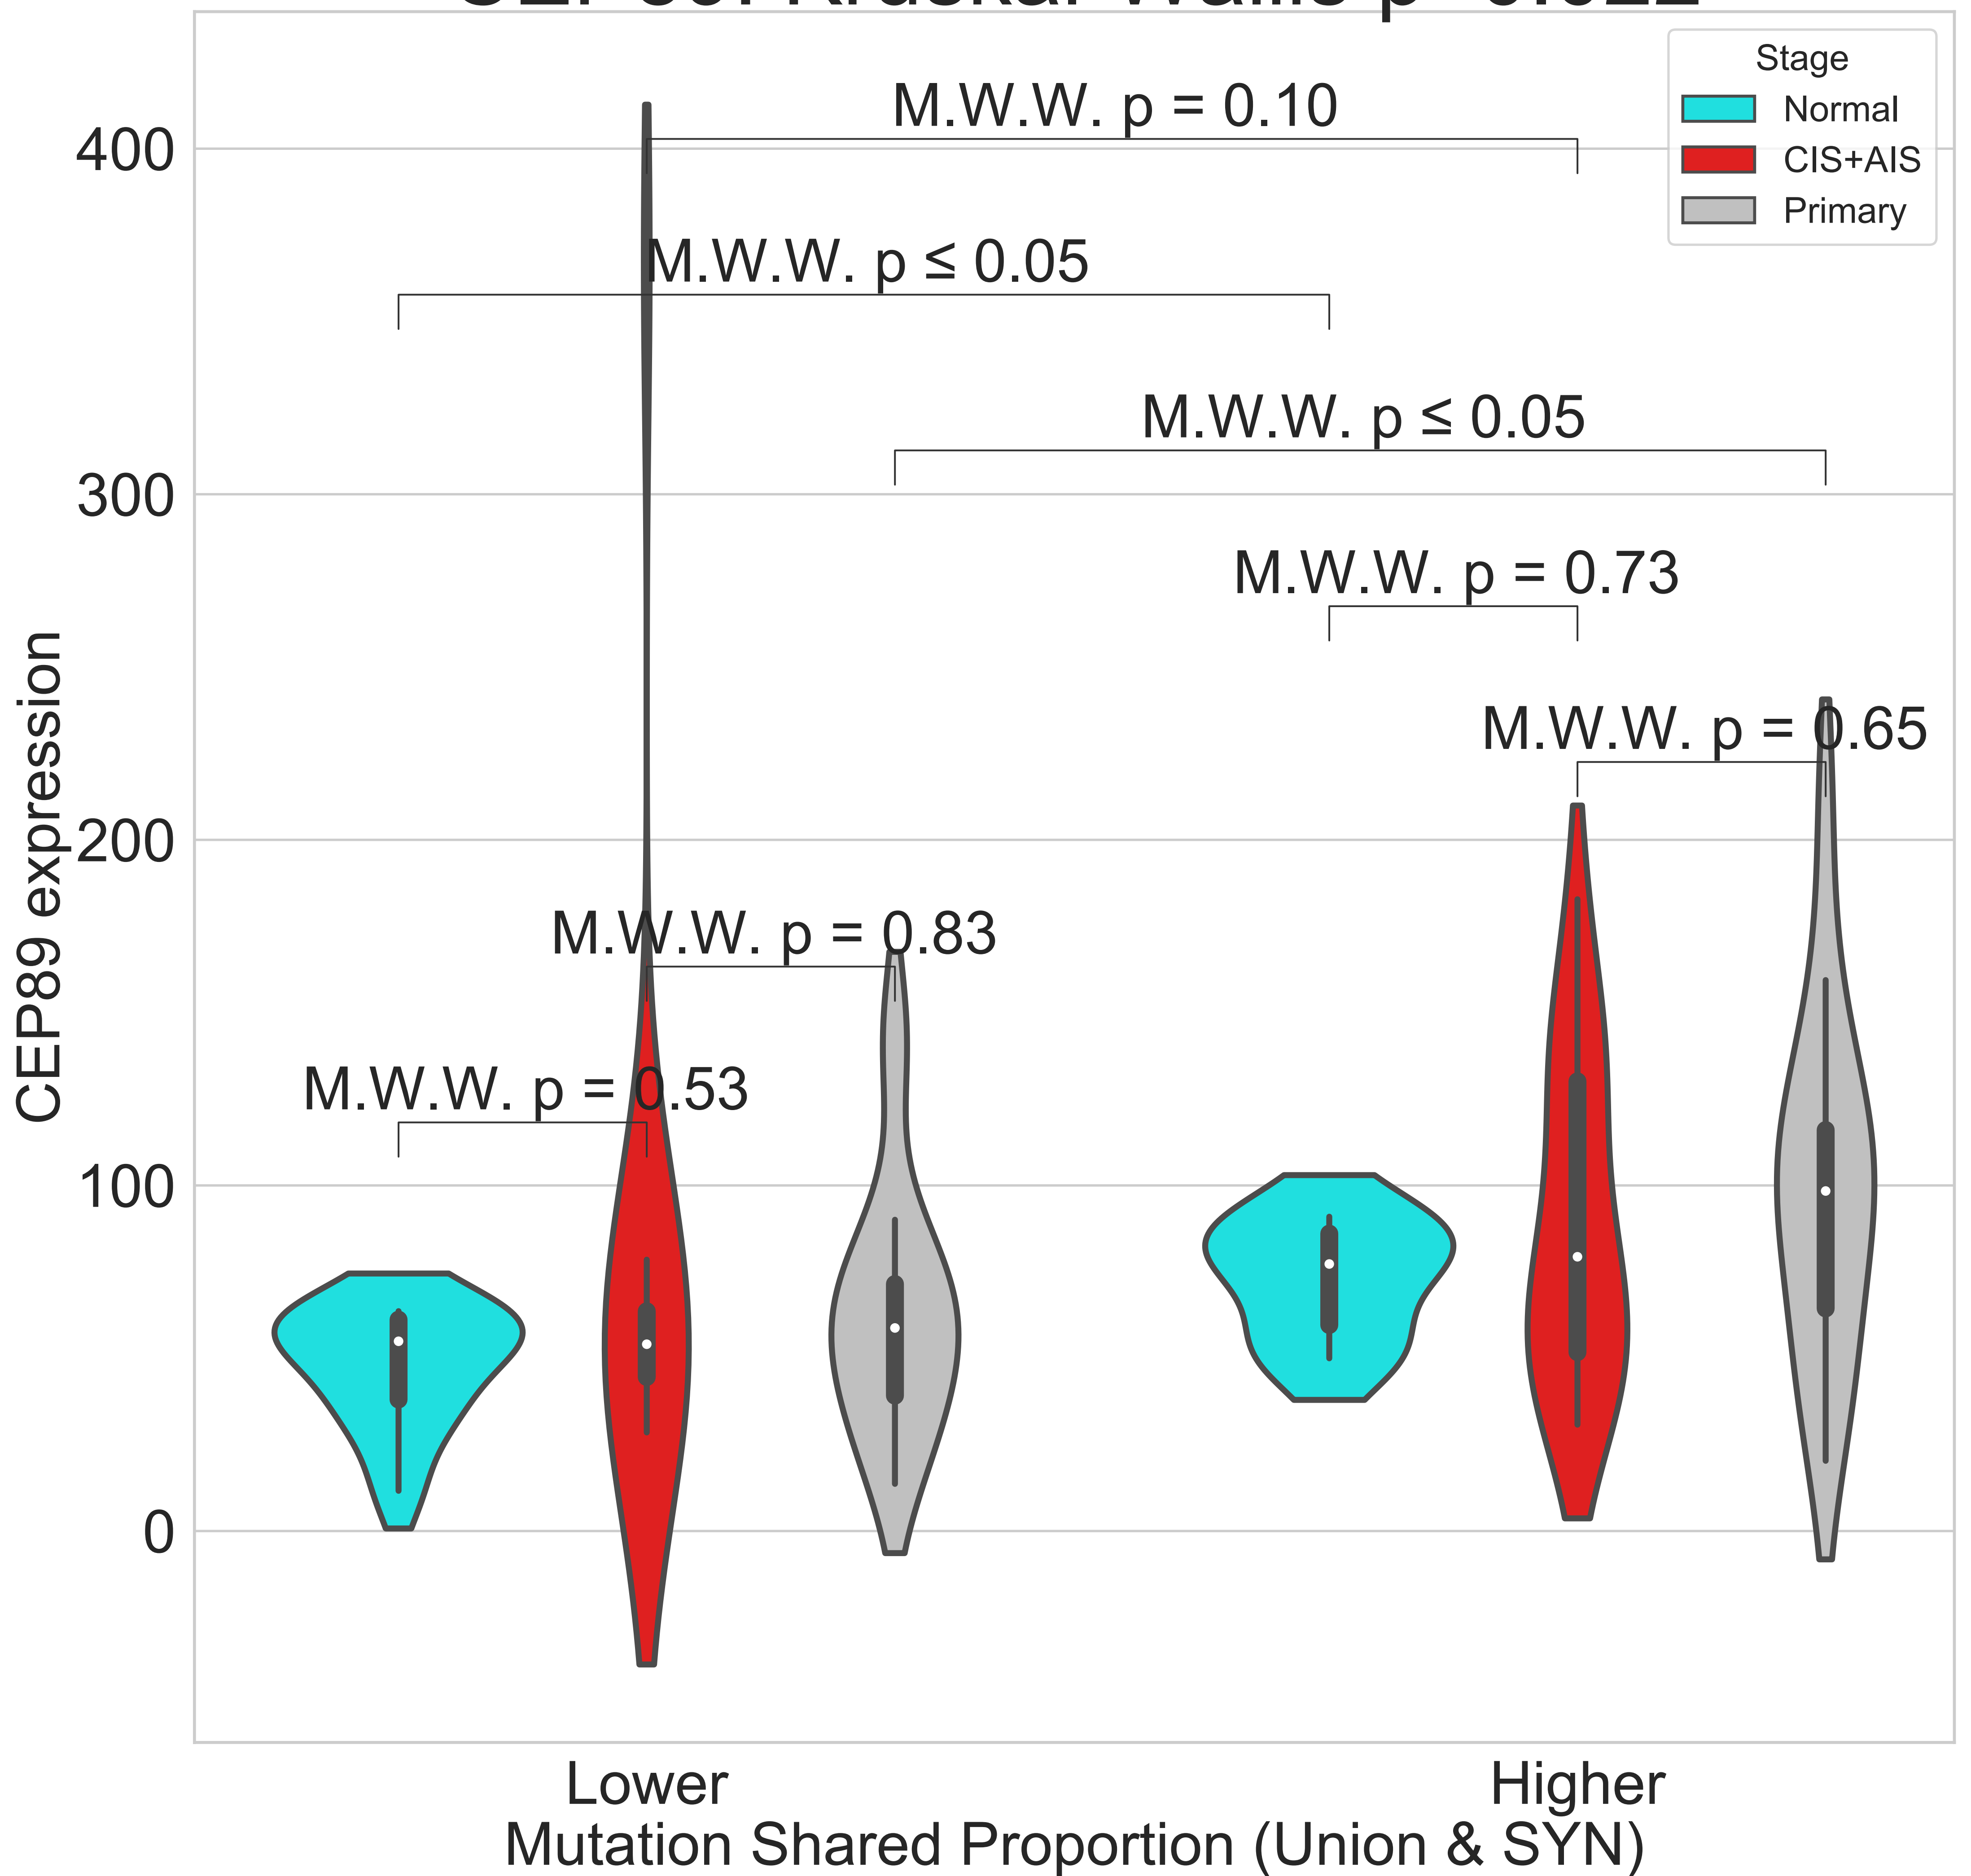 Stage
Normal
CIS+AIS
Primary
M.W.W. p = 0.10
M.W.W. p ≤ 0.05
M.W.W. p ≤ 0.05
M.W.W. p = 0.73
M.W.W. p = 0.65
M.W.W. p = 0.83
M.W.W. p = 0.53
400
300
200
100
0
CEP89 expression
Lower
Higher
Mutation Shared Proportion (Union & SYN)